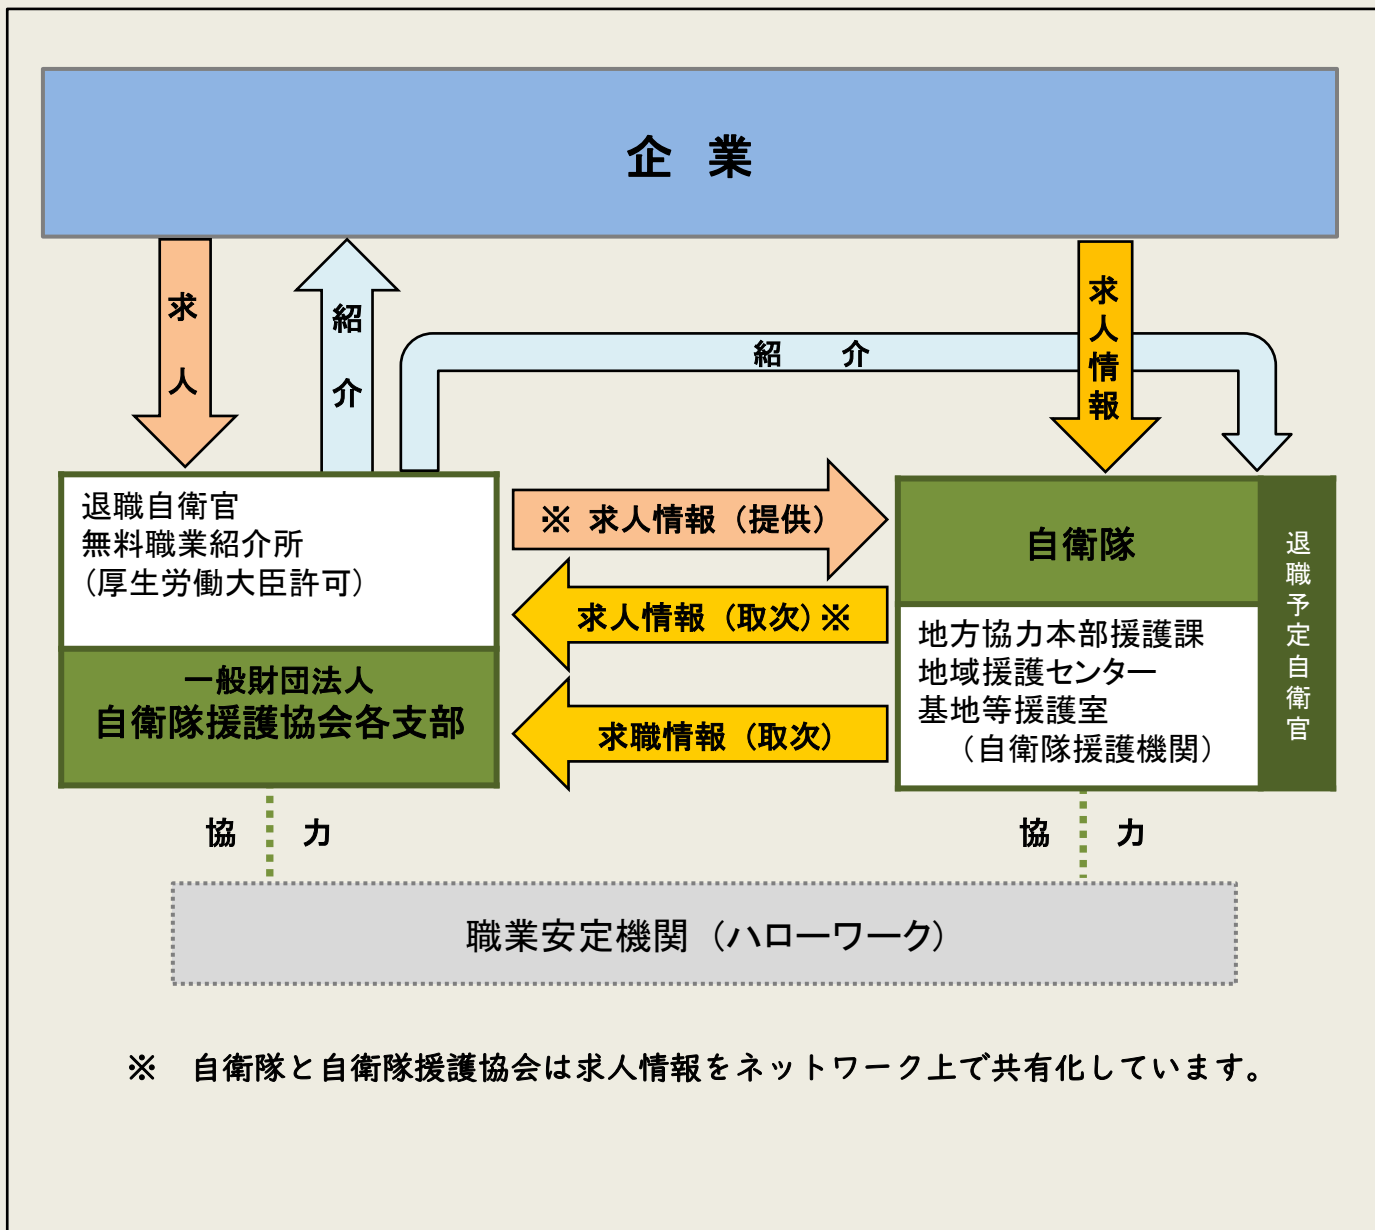 企 業
求人
紹介
求人情報
紹 介
退職自衛官
無料職業紹介所
(厚生労働大臣許可)
一般財団法人
自衛隊援護協会各支部
※ 求人情報(提供)
求人情報(取次)※
求職情報(取次)
自衛隊
地方協力本部援護課
地域援護センター
基地等援護室
(自衛隊援護機関)
退職予定自衛官
協 力
協 力
職業安定機関(ハローワーク)
※ 自衛隊と自衛隊援護協会は求人情報をネットワーク上で共有化しています。